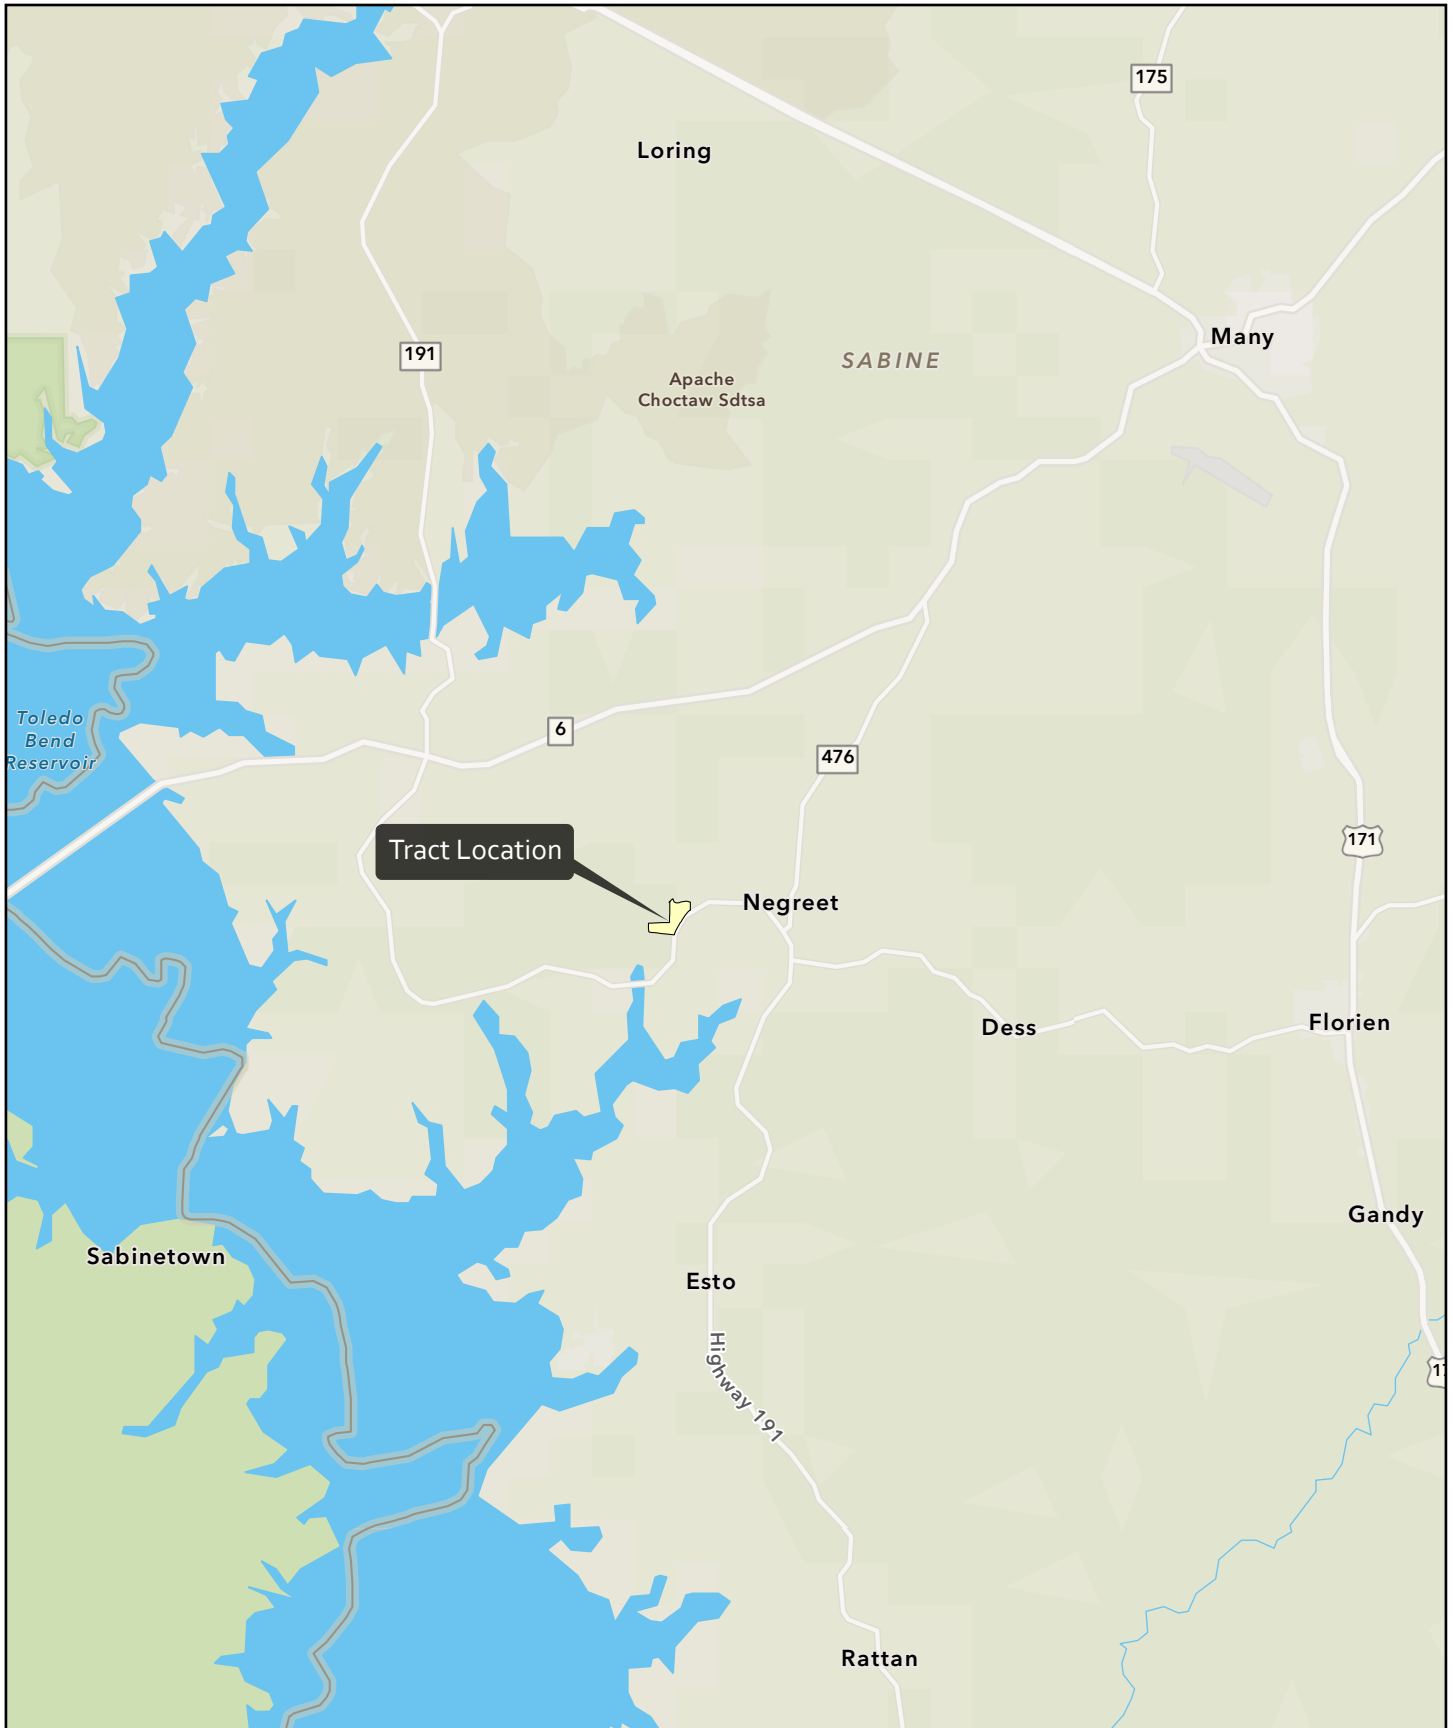 175
Loring
Many
191
SABINE
Apache
Choctaw Sdtsa
Toledo
Bend
Reservoir
6
476
171
Tract Location
Negreet
Dess
Florien
Gandy
Sabinetown
Esto
Highway 191
17
Rattan